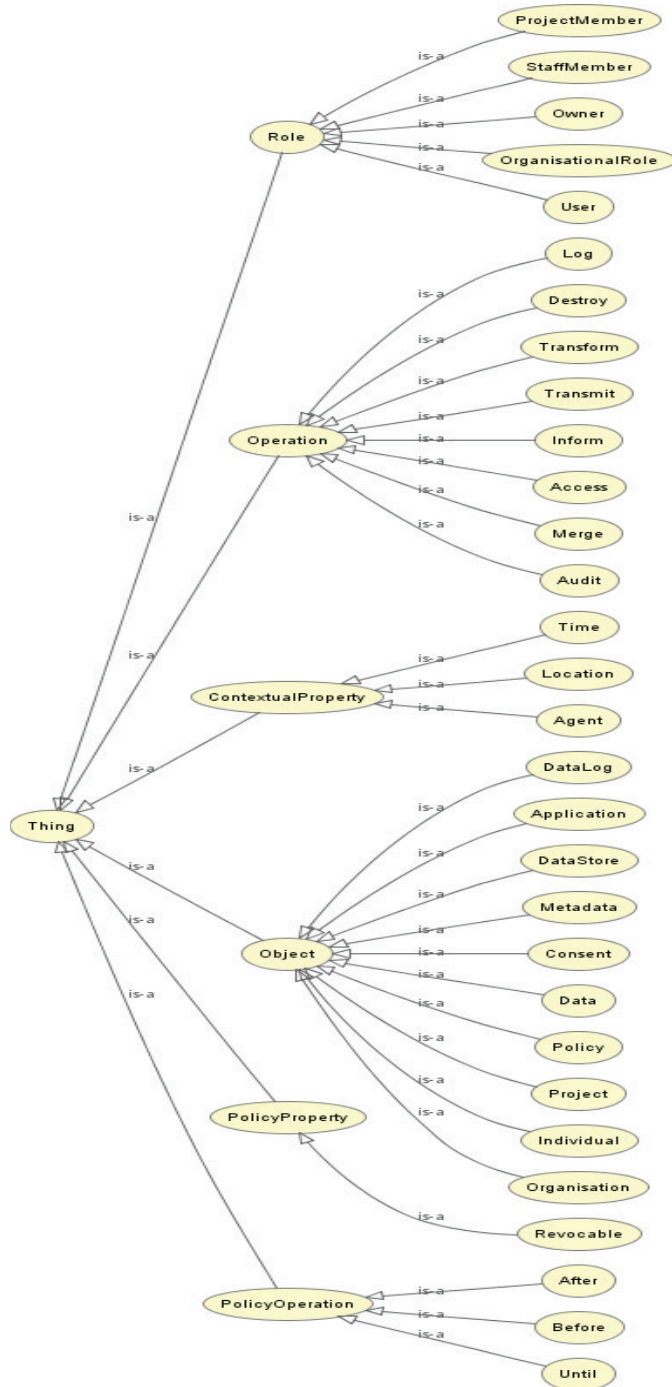 ProjectMember
is-a
StaffMember
is-a
Owner
is-a
Role
OrganisationalRole
is-a
User
is-a
Log
is-a
Destroy
is-a
Transform
is-a
Transmit
is-a
Operation
Inform
is-a
Access
is-a
Merge
is-a
is-a
Audit
is-a
Time
is-a
is-a
Location
is-a
ContextualProperty
Agent
is-a
is-a
DataLog
is-a
Application
Thing
is-a
DataStore
is-a
is-a
Metadata
is-a
is-a
Object
Consent
is-a
is-a
Data
is-a
Policy
is-a
Project
is-a
PolicyProperty
Individual
is-a
Organisation
is-a
Revocable
After
is-a
PolicyOperation
Before
is-a
is-a
Until